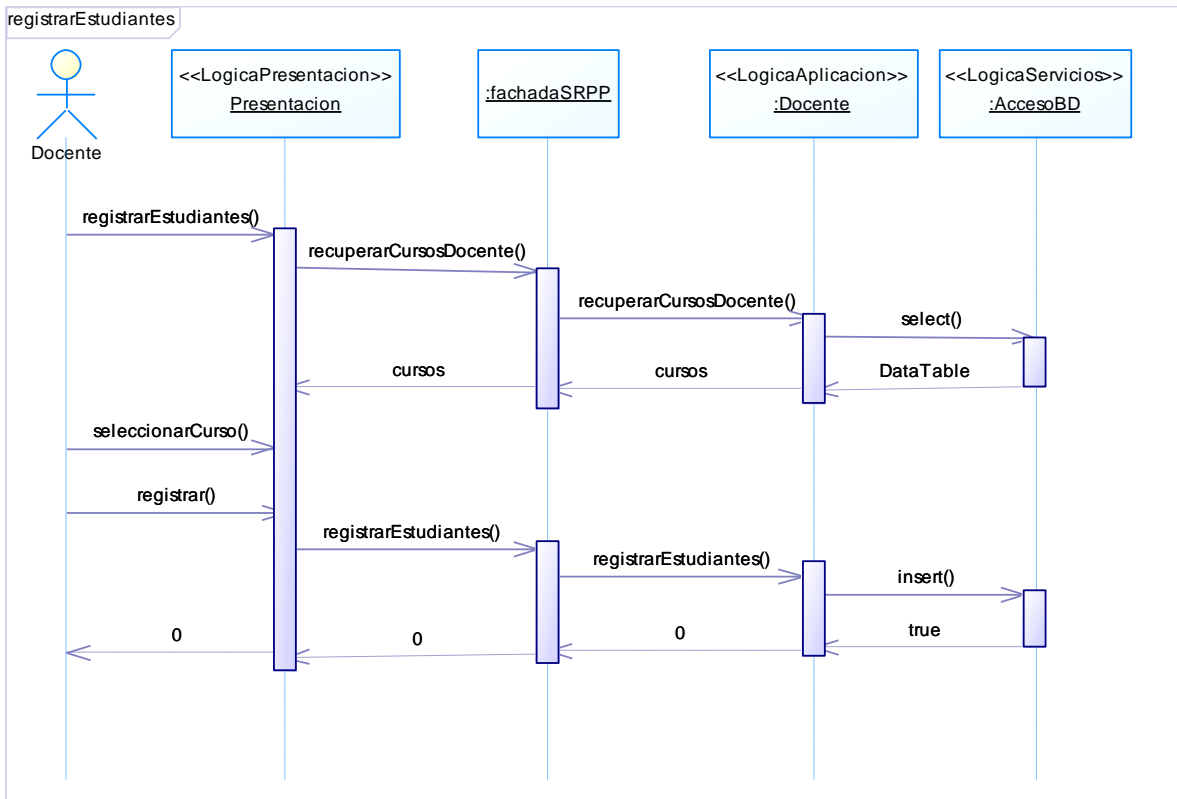 registrarEstudiantes
Docente
<<LogicaPresentacion>>
Presentacion
:fachadaSRPP
<<LogicaAplicacion>>
:Docente
<<LogicaServicios>>
:AccesoBD
registrarEstudiantes()
recuperarCursosDocente()
recuperarCursosDocente()
select()
DataTable
cursos
cursos
seleccionarCurso()
registrar()
registrarEstudiantes()
registrarEstudiantes()
insert()
true
0
0
0